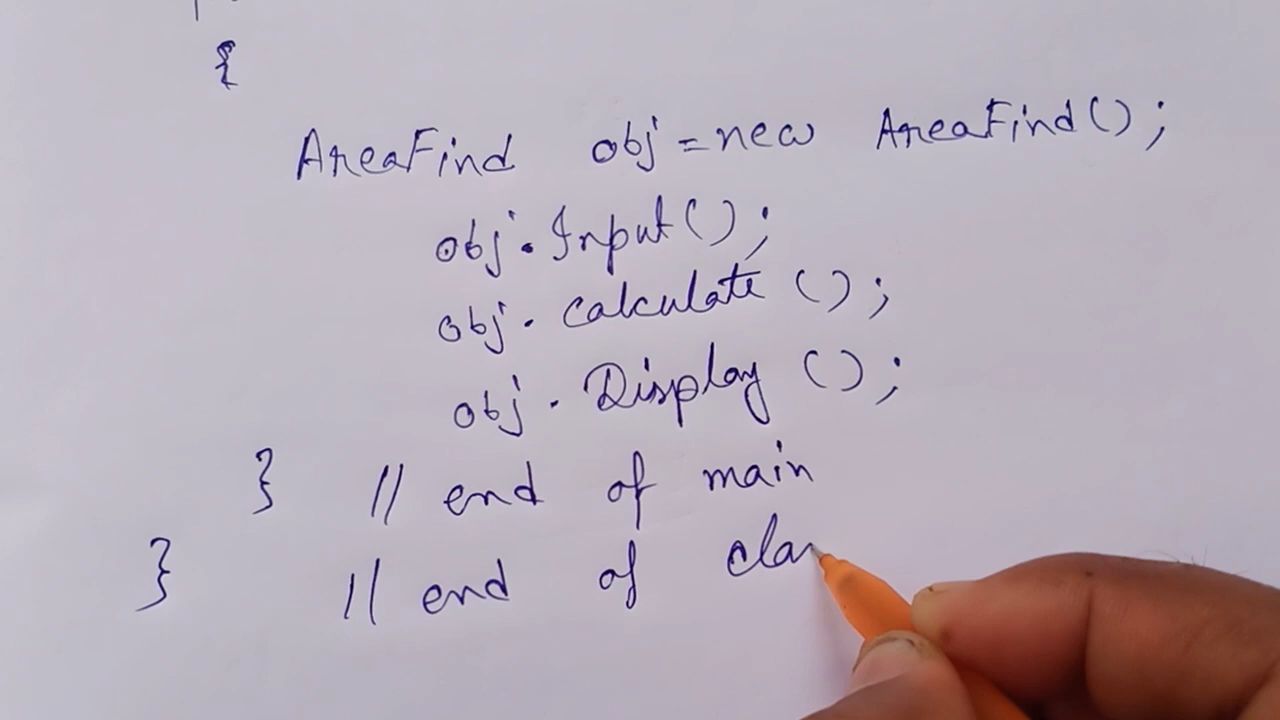 {
AreaFind obj = new AreaFind();
obj.Input();
obj.Calculate();
obj.Display();
} // end of main
} // end of cla